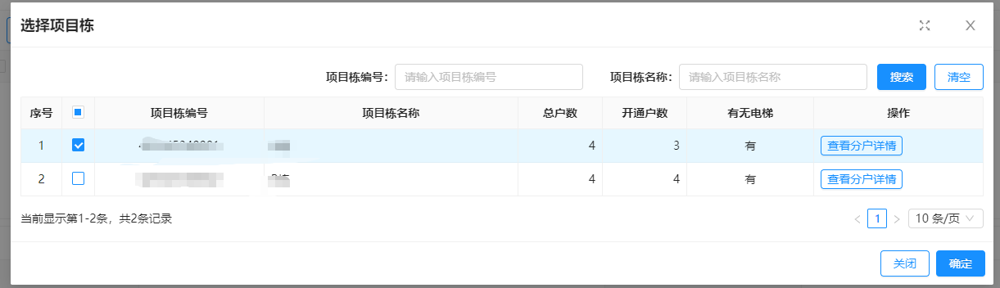 选择项目栋
项目栋编号： 请输入项目栋编号 项目栋名称： 请输入项目栋名称 搜索 清空
序号 项目栋编号 项目栋名称 总户数 开通户数 有无电梯 操作
1 4 3 有 查看分户详情
2 4 4 有 查看分户详情
当前显示第1-2条，共2条记录 < 1 > 10 条/页
关闭 确定